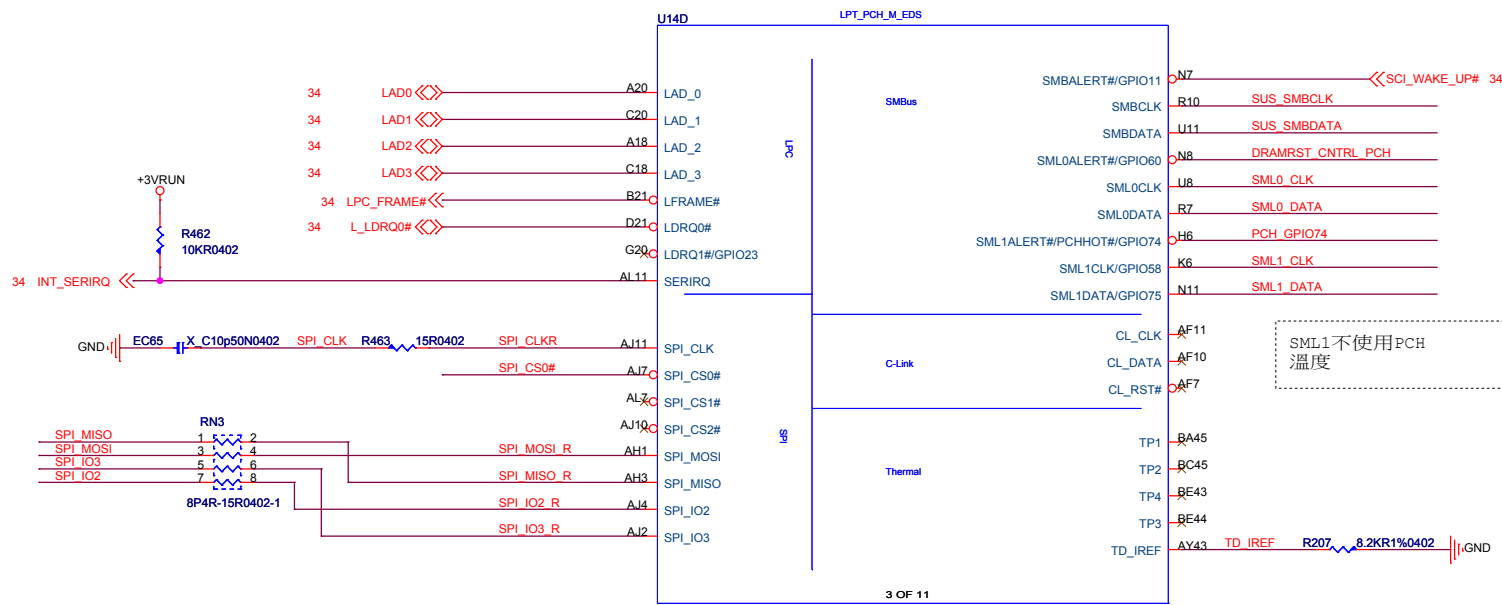 U14D
LPT_PCH_M_EDS
34 LAD0 A20 LAD_0
34 LAD1 C20 LAD_1
34 LAD2 A18 LAD_2
34 LAD3 C18 LAD_3
34 LPC_FRAME# B21 LFRAME#
34 L_LDRQ0# D21 LDRQ0#
G20 LDRQ1#/GPIO23
+3VRUN
R462
10KR0402
34 INT_SERIRQ AL11 SERIRQ
LPC
GND EC65 X_C10p50N0402 SPI_CLK R463 15R0402 SPI_CLKR AJ11 SPI_CLK
SPI_CS0# AJ7 SPI_CS0#
AL7 SPI_CS1#
AJ10 SPI_CS2#
RN3
SPI_MISO 1 2
SPI_MOSI 3 4 SPI_MOSI_R AH1 SPI_MOSI
SPI_IO3 5 6
SPI_IO2 7 8
SPI_MISO_R AH3 SPI_MISO
8P4R-15R0402-1
SPI_IO2_R AJ4 SPI_IO2
SPI_IO3_R AJ2 SPI_IO3
SPI
SMBus
SMBALERT#/GPIO11 N7 SCI_WAKE_UP# 34
SMBCLK R10 SUS_SMBCLK
SMBDATA U11 SUS_SMBDATA
SML0ALERT#/GPIO60 N8 DRAMRST_CNTRL_PCH
SML0CLK U8 SML0_CLK
SML0DATA R7 SML0_DATA
SML1ALERT#/PCHHOT#/GPIO74 H6 PCH_GPIO74
SML1CLK/GPIO58 K6 SML1_CLK
SML1DATA/GPIO75 N11 SML1_DATA
C-Link
CL_CLK AF11
CL_DATA AF10
CL_RST# AF7
SML1不使用PCH
溫度
Thermal
TP1 BA45
TP2 BC45
TP4 BE43
TP3 BE44
TD_IREF AY43 TD_IREF R207 8.2KR1%0402 GND
3 OF 11